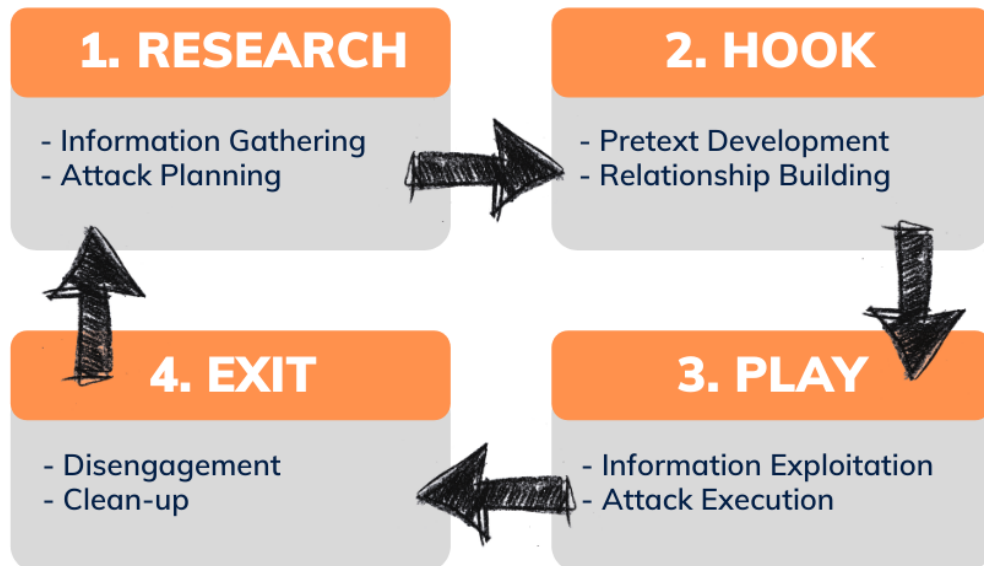 1. RESEARCH
- Information Gathering
- Attack Planning
2. HOOK
- Pretext Development
- Relationship Building
3. PLAY
- Information Exploitation
- Attack Execution
4. EXIT
- Disengagement
- Clean-up